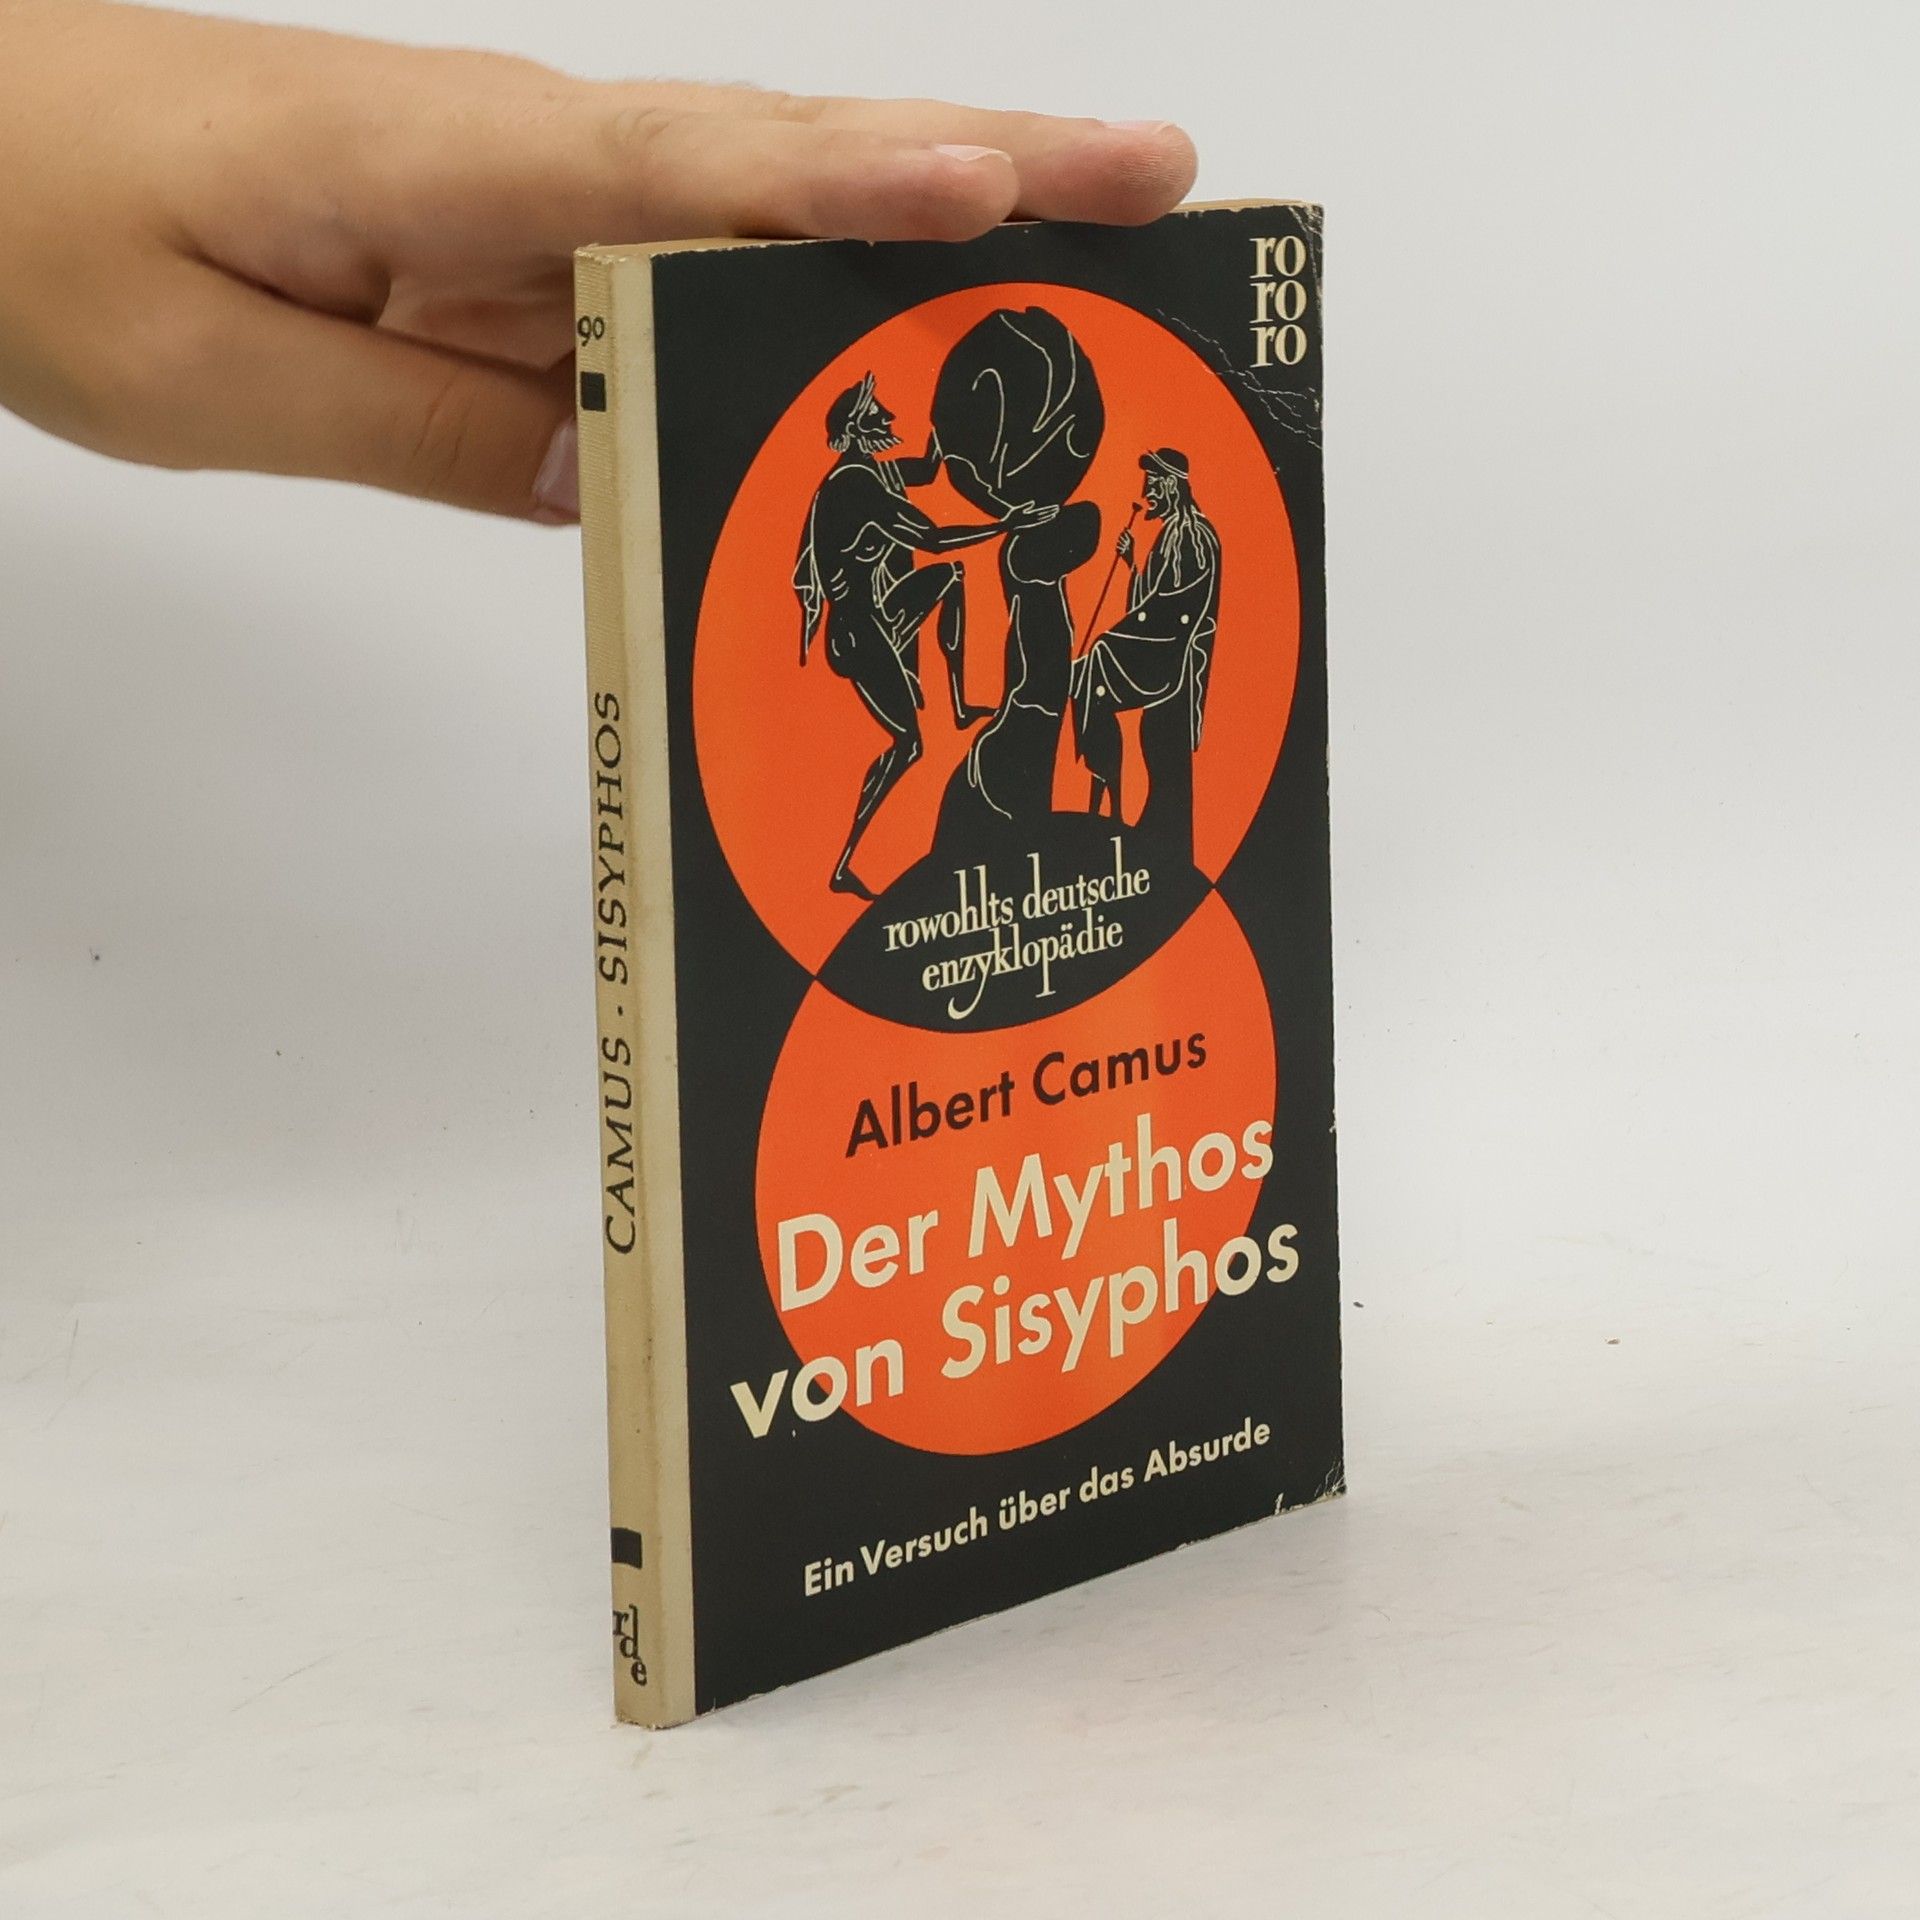 ro
ro
ro
rowohlts deutsche
enzyklopädie
Albert Camus
Der Mythos
von Sisyphos
Ein Versuch über das Absurde
90
CAMUS · SISYPHOS
rde